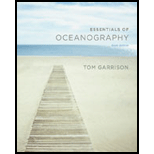 ESSENTIALS OF
OCEANOGRAPHY
TOM GARRISON